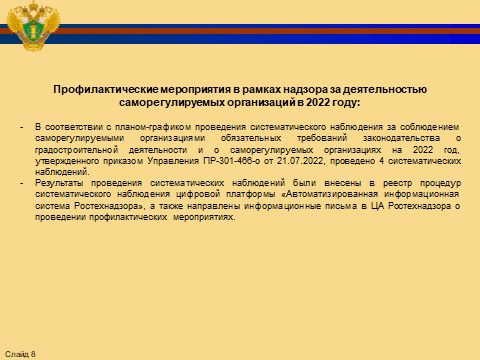 Профилактические мероприятия в рамках надзора за деятельностью
саморегулируемых организаций в 2022 году:
- В соответствии с планом-графиком проведения систематического наблюдения за соблюдением
саморегулируемыми организациями обязательных требований законодательства о
градостроительной деятельности и о саморегулируемых организациях на 2022 год,
утвержденного приказом Управления ПР-301-466-о от 21.07.2022, проведено 4 систематических
наблюдений.
- Результаты проведения систематических наблюдений были внесены в реестр процедур
систематического наблюдения цифровой платформы «Автоматизированная информационная
система Ростехнадзора», а также направлены информационные письма в ЦА Ростехнадзора о
проведении профилактических мероприятиях.
Слайд 8